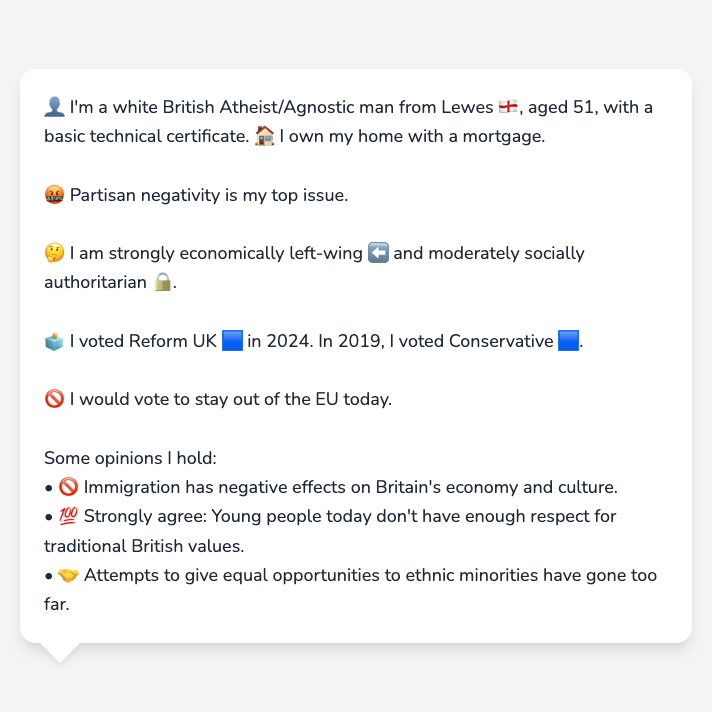 👤 I'm a white British Atheist/Agnostic man from Lewes 🏴󠁧󠁢󠁥󠁮󠁧󠁿, aged 51, with a
basic technical certificate. 🏠 I own my home with a mortgage.
🤬 Partisan negativity is my top issue.
🤔 I am strongly economically left-wing ⬅️ and moderately socially
authoritarian 🔒.
🗳️ I voted Reform UK 🟦 in 2024. In 2019, I voted Conservative 🟦.
🚫 I would vote to stay out of the EU today.
Some opinions I hold:
• 🚫 Immigration has negative effects on Britain's economy and culture.
• 💯 Strongly agree: Young people today don't have enough respect for
traditional British values.
• 🤝 Attempts to give equal opportunities to ethnic minorities have gone too
far.